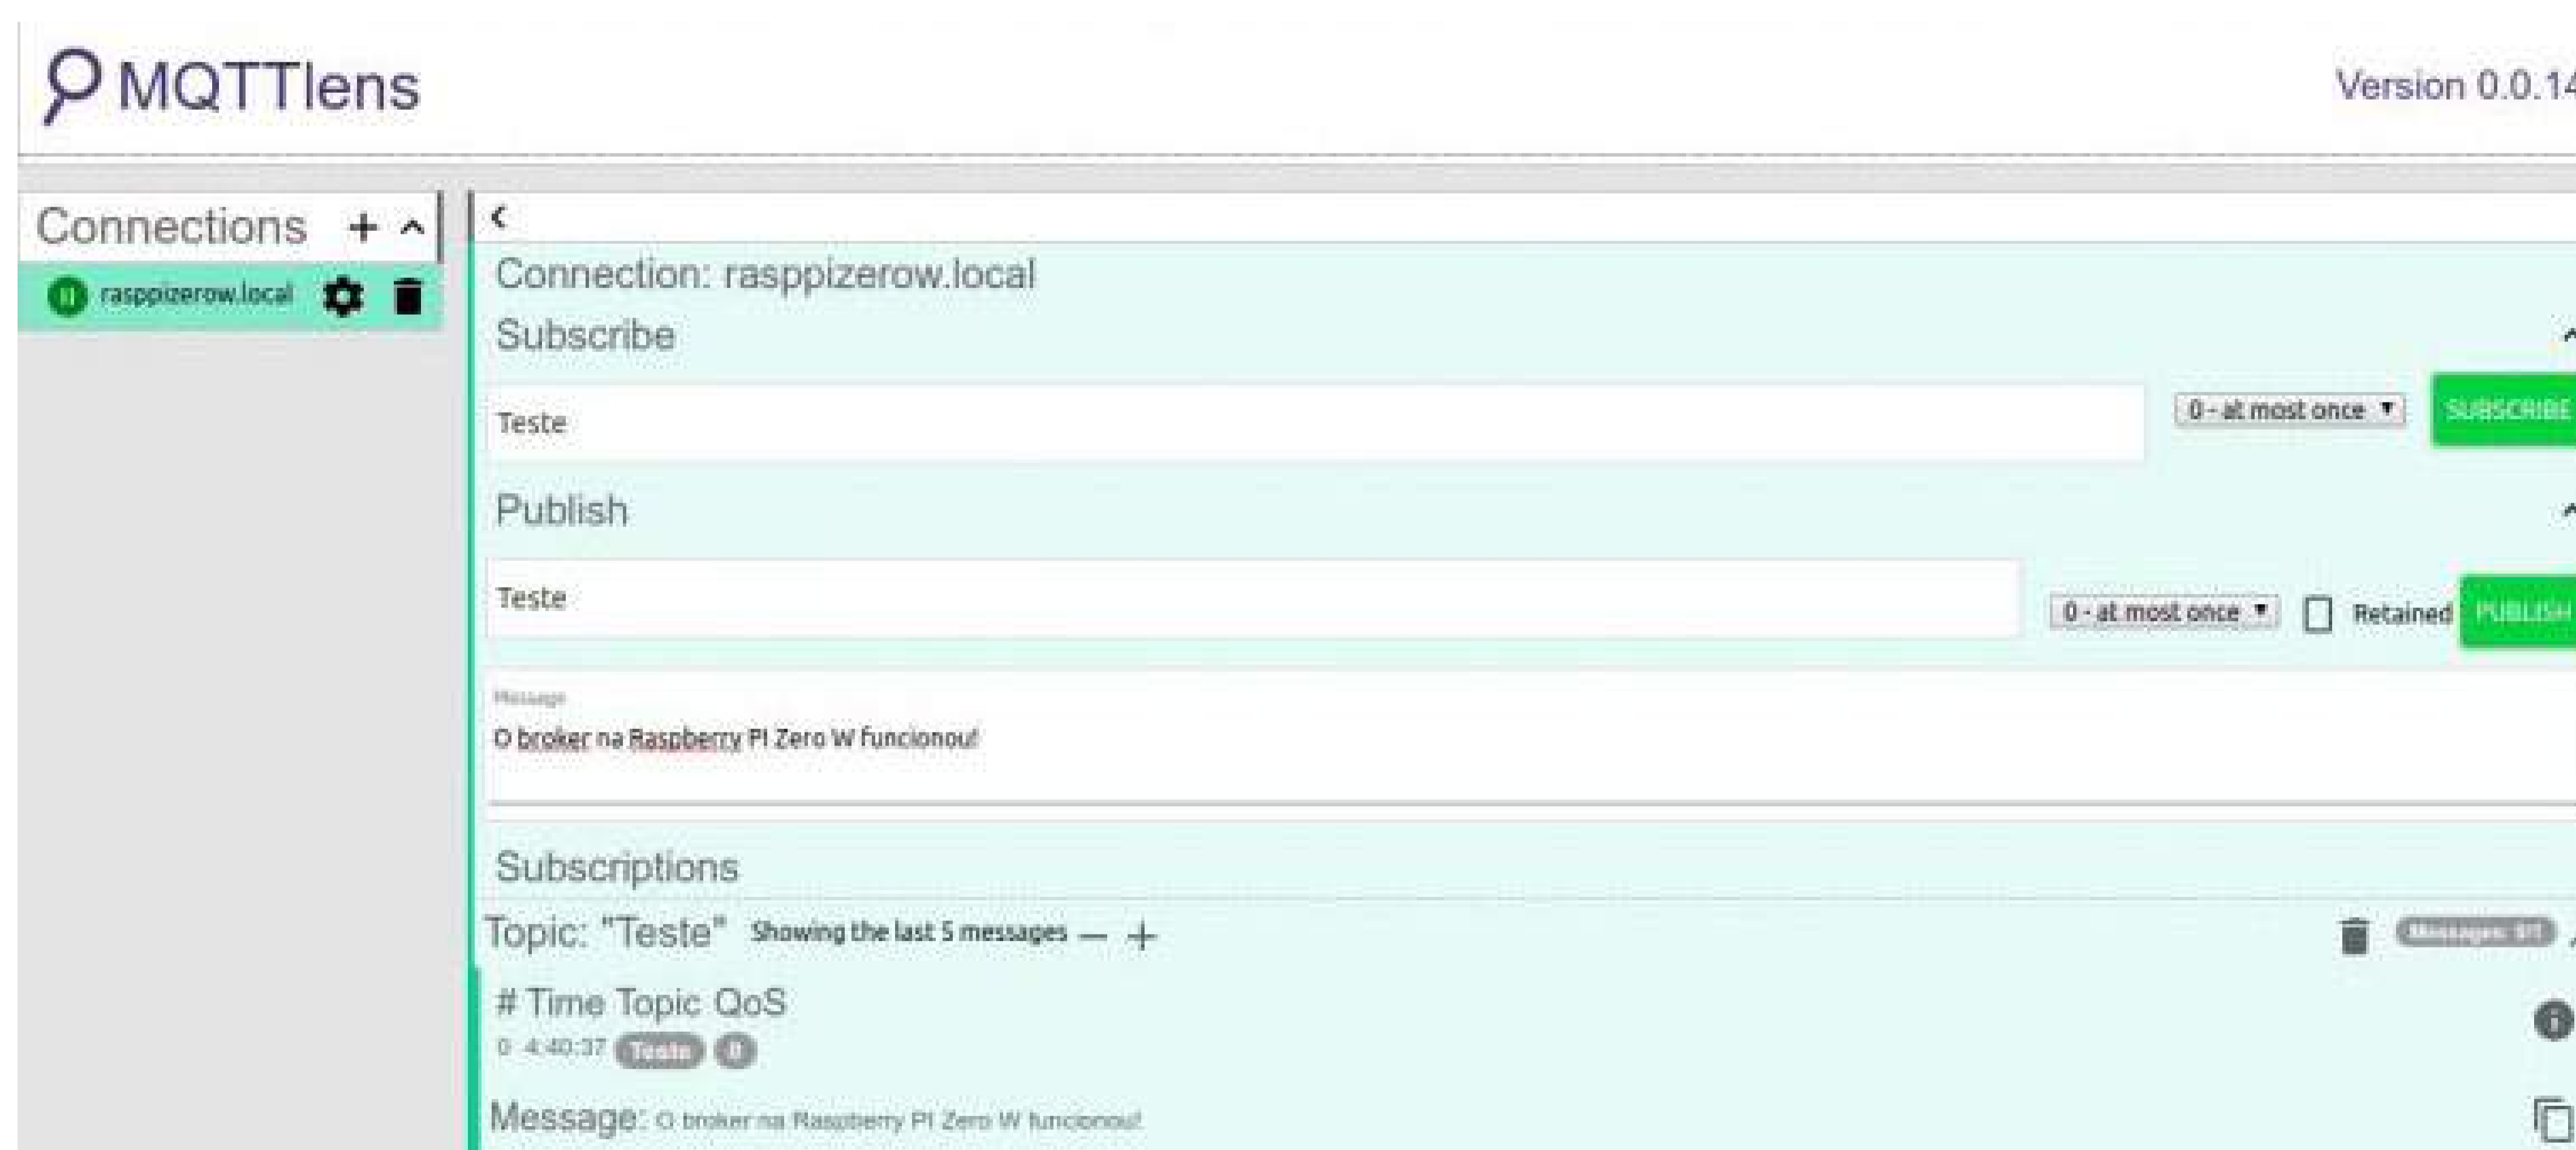 MQTTlens
Version 0.0.14
Connections
rasppizerow.local
Connection: rasppizerow.local
Subscribe
Teste
0 - at most once
SUBSCRIBE
Publish
Teste
0 - at most once
Retained
PUBLISH
Message
O broker na Raspberry PI Zero W funcionou!
Subscriptions
Topic: "Teste" Showing the last 5 messages
Messages:
# Time Topic QoS
0 4:40:37 Teste 0
Message: O broker na Raspberry PI Zero W funcionou!